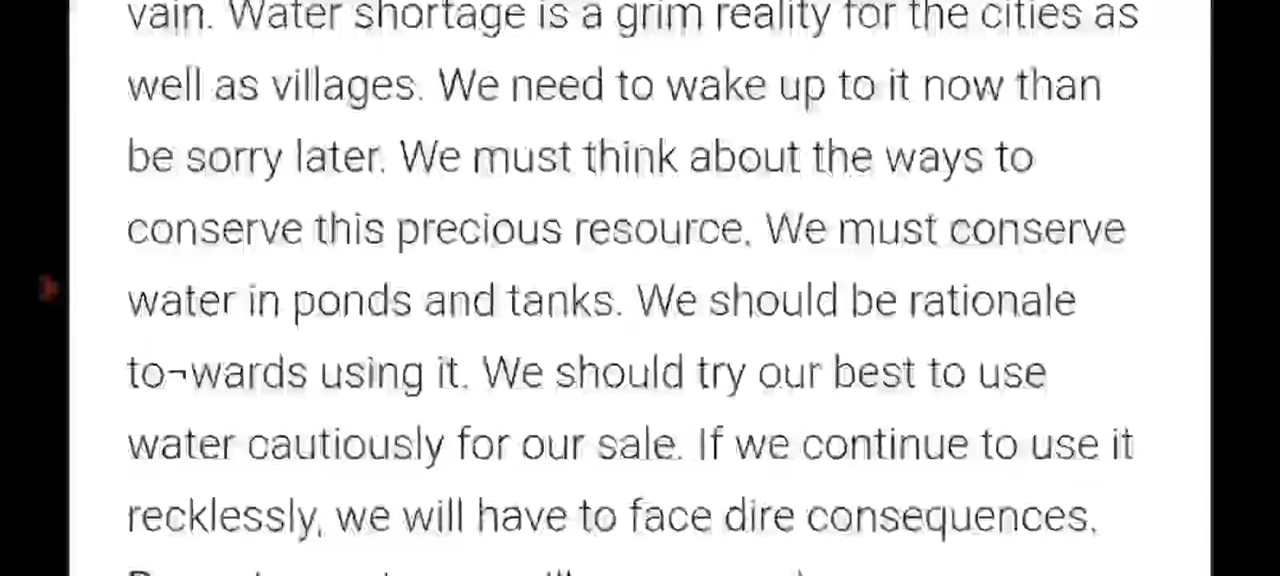 vain. Water shortage is a grim reality for the cities as
well as villages. We need to wake up to it now than
be sorry later. We must think about the ways to
conserve this precious resource. We must conserve
water in ponds and tanks. We should be rationale
to¬wards using it. We should try our best to use
water cautiously for our sale. If we continue to use it
recklessly, we will have to face dire consequences.